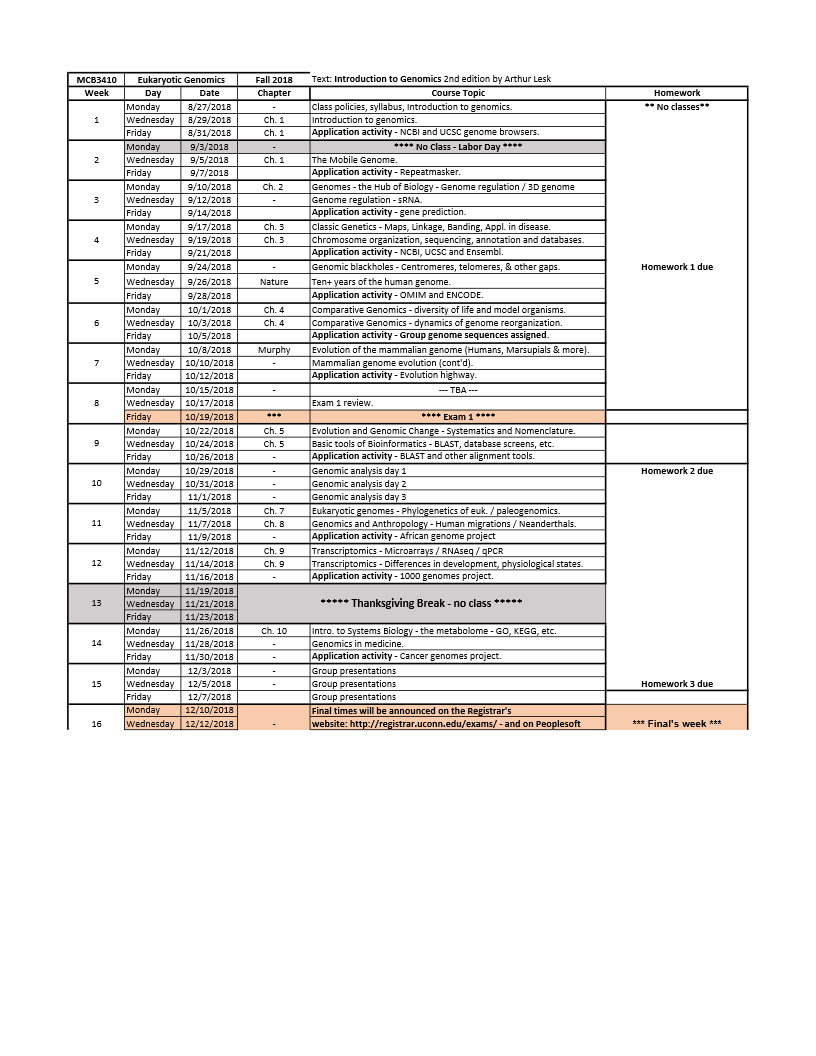 MCB3410 Eukaryotic Genomics Fall 2018 Text: Introduction to Genomics 2nd edition by Arthur Lesk
Week Day Date Chapter Course Topic Homework
Monday 8/27/2018 - Class policies, syllabus, Introduction to genomics. ** No classes**
1 Wednesday 8/29/2018 Ch. 1 Introduction to genomics.
Friday 8/31/2018 Ch. 1 Application activity - NCBI and UCSC genome browsers.
Monday 9/3/2018 - **** No Class - Labor Day ****
2 Wednesday 9/5/2018 Ch. 1 The Mobile Genome.
Friday 9/7/2018 Application activity - Repeatmasker.
Monday 9/10/2018 Ch. 2 Genomes - the Hub of Biology - Genome regulation / 3D genome
3 Wednesday 9/12/2018 - Genome regulation - sRNA.
Friday 9/14/2018 Application activity - gene prediction.
Monday 9/17/2018 Ch. 3 Classic Genetics - Maps, Linkage, Banding, Appl. in disease.
4 Wednesday 9/19/2018 Ch. 3 Chromosome organization, sequencing, annotation and databases.
Friday 9/21/2018 Application activity - NCBI, UCSC and Ensembl.
Monday 9/24/2018 - Genomic blackholes - Centromeres, telomeres, & other gaps. Homework 1 due
5 Wednesday 9/26/2018 Nature Ten+ years of the human genome.
Friday 9/28/2018 Application activity - OMIM and ENCODE.
Monday 10/1/2018 Ch. 4 Comparative Genomics - diversity of life and model organisms.
6 Wednesday 10/3/2018 Ch. 4 Comparative Genomics - dynamics of genome reorganization.
Friday 10/5/2018 Application activity - Group genome sequences assigned.
Monday 10/8/2018 Murphy Evolution of the mammalian genome (Humans, Marsupials & more).
7 Wednesday 10/10/2018 - Mammalian genome evolution (cont'd).
Friday 10/12/2018 Application activity - Evolution highway.
Monday 10/15/2018 - --- TBA ---
8 Wednesday 10/17/2018 Exam 1 review.
Friday 10/19/2018 *** **** Exam 1 ****
Monday 10/22/2018 Ch. 5 Evolution and Genomic Change - Systematics and Nomenclature.
9 Wednesday 10/24/2018 Ch. 5 Basic tools of Bioinformatics - BLAST, database screens, etc.
Friday 10/26/2018 - Application activity - BLAST and other alignment tools.
Monday 10/29/2018 - Genomic analysis day 1 Homework 2 due
10 Wednesday 10/31/2018 - Genomic analysis day 2
Friday 11/1/2018 - Genomic analysis day 3
Monday 11/5/2018 Ch. 7 Eukaryotic genomes - Phylogenetics of euk. / paleogenomics.
11 Wednesday 11/7/2018 Ch. 8 Genomics and Anthropology - Human migrations / Neanderthals.
Friday 11/9/2018 - Application activity - African genome project
Monday 11/12/2018 Ch. 9 Transcriptomics - Microarrays / RNAseq / qPCR
12 Wednesday 11/14/2018 Ch. 9 Transcriptomics - Differences in development, physiological states.
Friday 11/16/2018 - Application activity - 1000 genomes project.
Monday 11/19/2018
13 Wednesday 11/21/2018 ***** Thanksgiving Break - no class *****
Friday 11/23/2018
Monday 11/26/2018 Ch. 10 Intro. to Systems Biology - the metabolome - GO, KEGG, etc.
14 Wednesday 11/28/2018 - Genomics in medicine.
Friday 11/30/2018 - Application activity - Cancer genomes project.
Monday 12/3/2018 - Group presentations
15 Wednesday 12/5/2018 - Group presentations Homework 3 due
Friday 12/7/2018 Group presentations
Monday 12/10/2018 Final times will be announced on the Registrar's
16 Wednesday 12/12/2018 - website: http://registrar.uconn.edu/exams/ - and on Peoplesoft *** Final's week ***